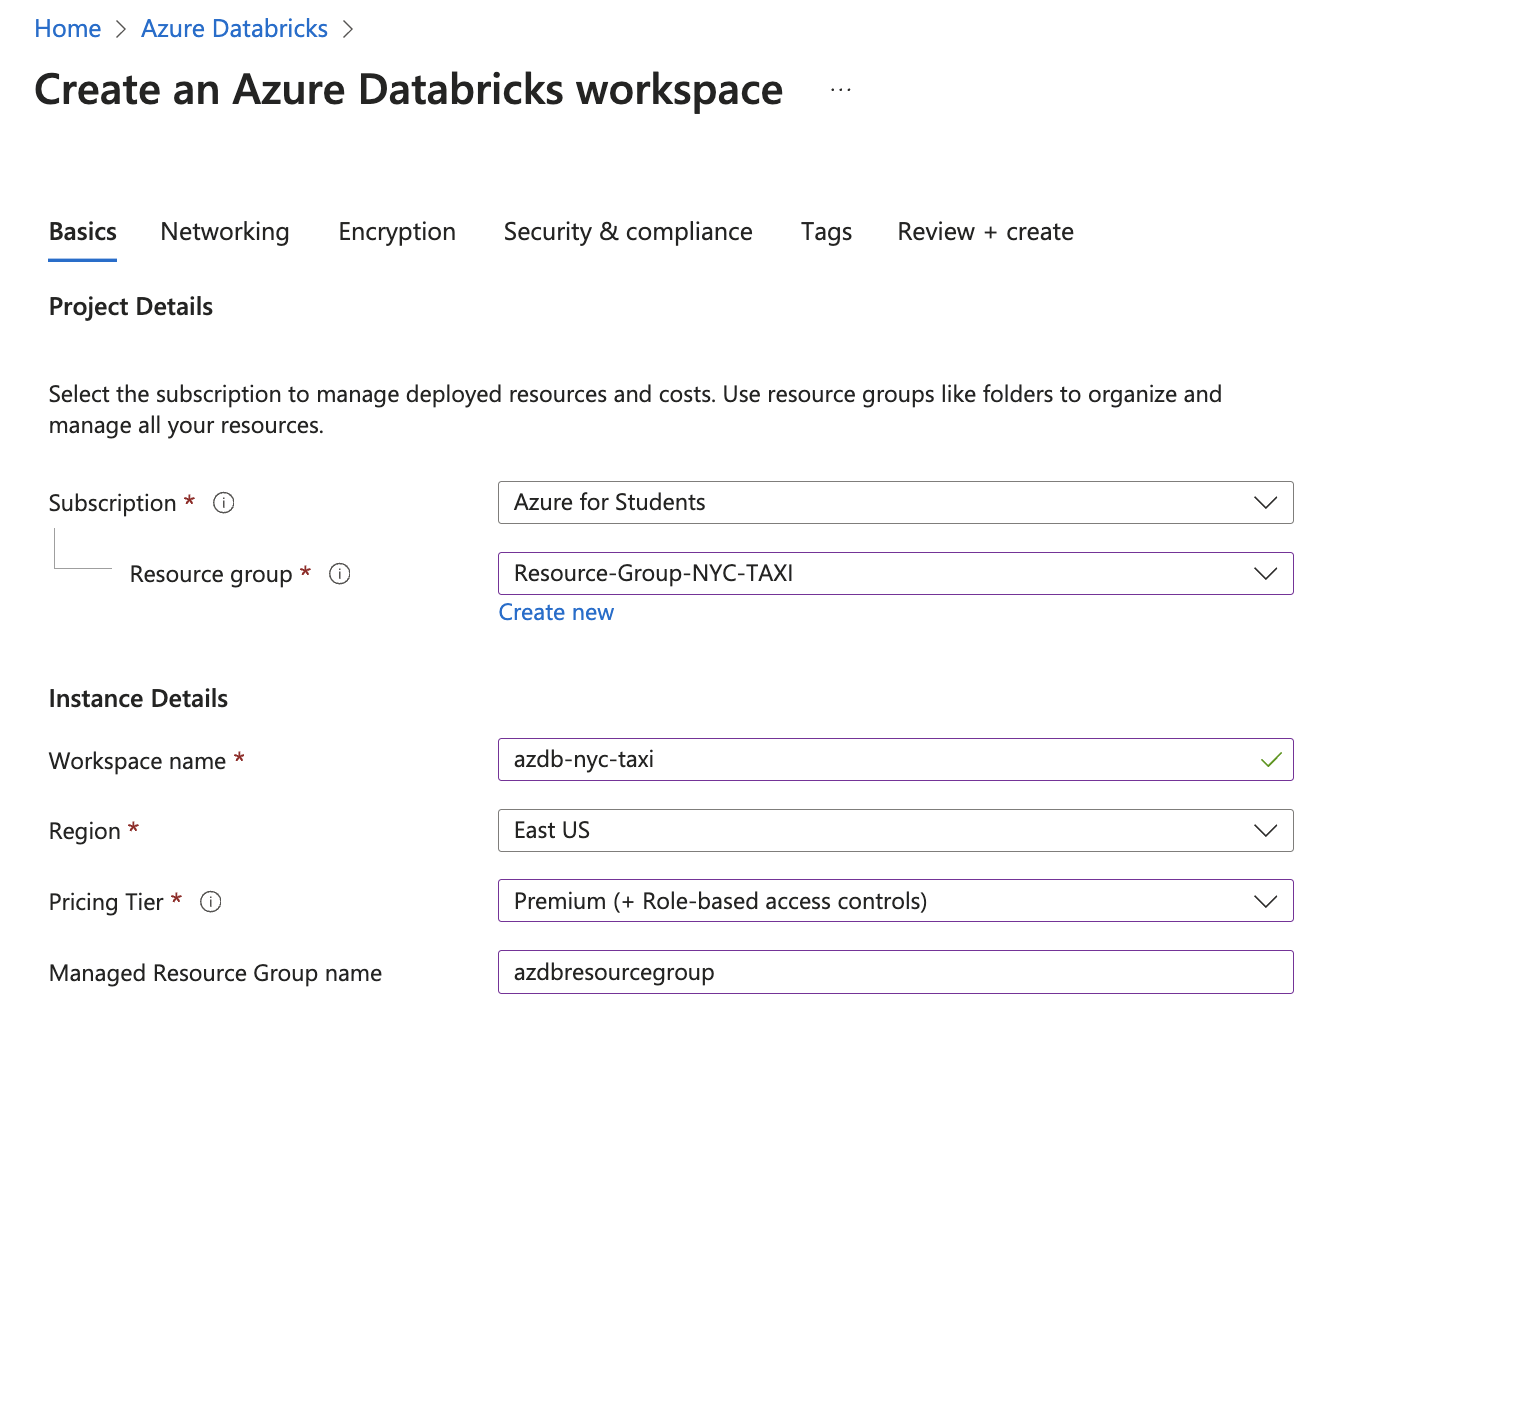 Home > Azure Databricks >
Create an Azure Databricks workspace ...
Basics Networking Encryption Security & compliance Tags Review + create
Project Details
Select the subscription to manage deployed resources and costs. Use resource groups like folders to organize and
manage all your resources.
Subscription * Azure for Students
Resource group * Resource-Group-NYC-TAXI
Create new
Instance Details
Workspace name * azdb-nyc-taxi
Region * East US
Pricing Tier * Premium (+ Role-based access controls)
Managed Resource Group name azdbresourcegroup